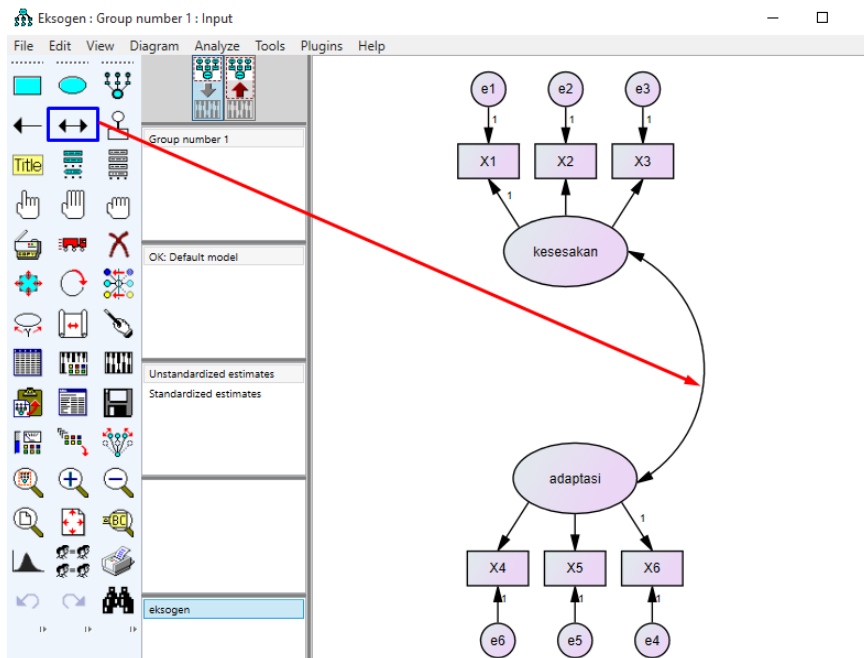 Eksogen : Group number 1 : Input
File Edit View Diagram Analyze Tools Plugins Help
Title
Group number 1
OK: Default model
Unstandardized estimates
Standardized estimates
eksogen
e1 e2 e3
1 1 1
X1 X2 X3
1
kesesakan
adaptasi
1
X4 X5 X6
1 1 1
e6 e5 e4